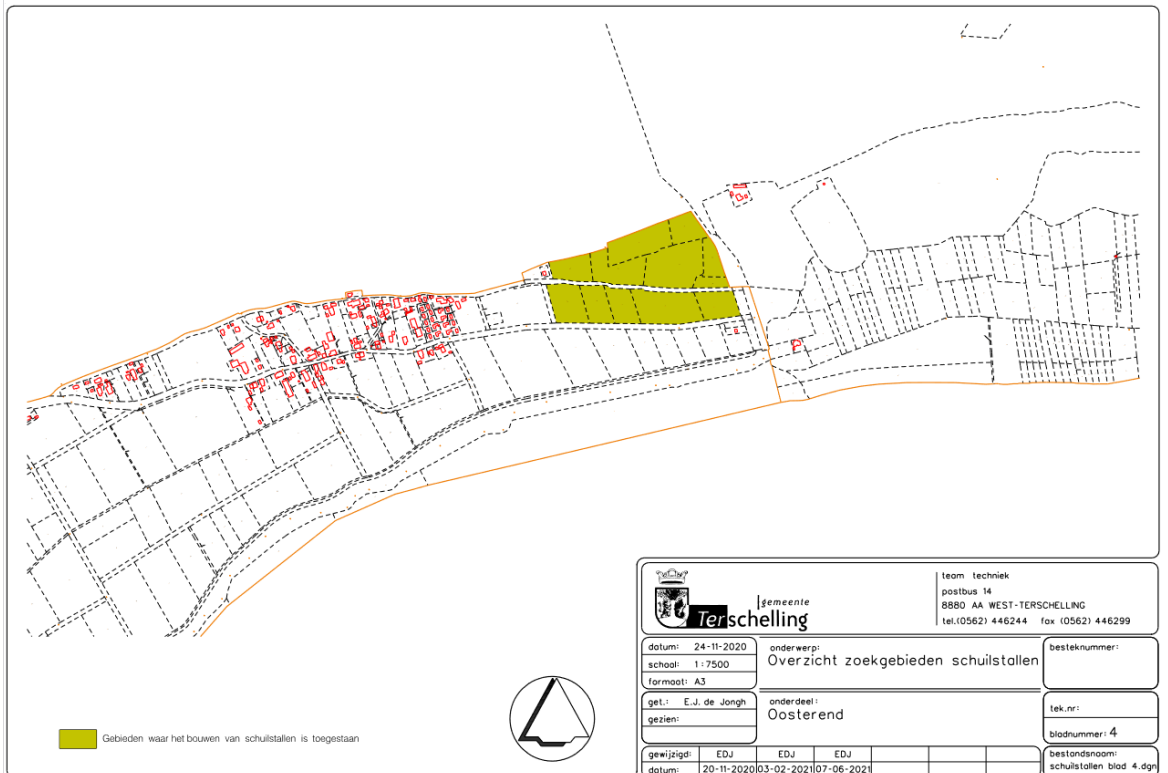 gemeente
Terschelling
team techniek
postbus 14
8880 AA WEST-TERSCHELLING
tel.(0562) 446244 fax (0562) 446299
datum: 24-11-2020
schaal: 1:7500
formaat: A3
onderwerp:
Overzicht zoekgebieden schuilstallen
besteknummer:
get.: E.J. de Jongh
gezien:
onderdeel:
Oosterend
tek.nr:
bladnummer: 4
gewijzigd: EDJ EDJ EDJ
datum: 20-11-2020 03-02-2021 07-06-2021
bestandsnaam:
schuilstallen blad 4.dgn
Gebieden waar het bouwen van schuilstallen is toegestaan